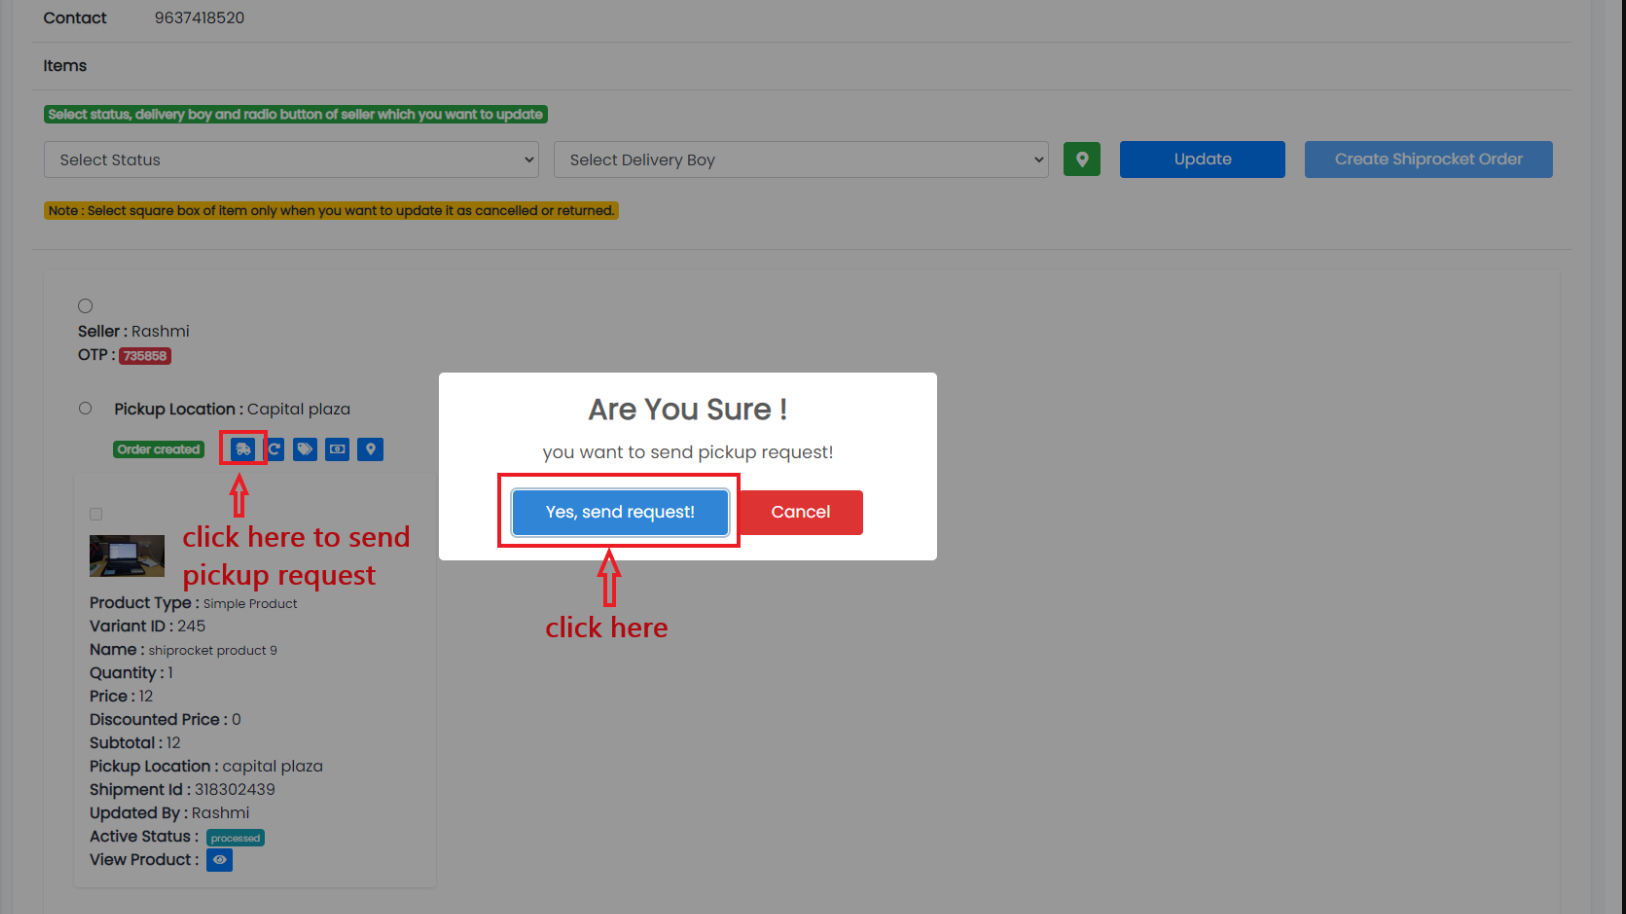 Contact 9637418520
Items
Select status, delivery boy and radio button of seller which you want to update
Select Status Select Delivery Boy Update Create Shiprocket Order
Note : Select square box of item only when you want to update it as cancelled or returned.
Seller : Rashmi
OTP : 735858
Pickup Location : Capital plaza
Order created
click here to send
pickup request
Product Type : Simple Product
Variant ID : 245
Name : shiprocket product 9
Quantity : 1
Price : 12
Discounted Price : 0
Subtotal : 12
Pickup Location : capital plaza
Shipment Id : 318302439
Updated By : Rashmi
Active Status : processed
View Product :
Are You Sure !
you want to send pickup request!
Yes, send request! Cancel
click here